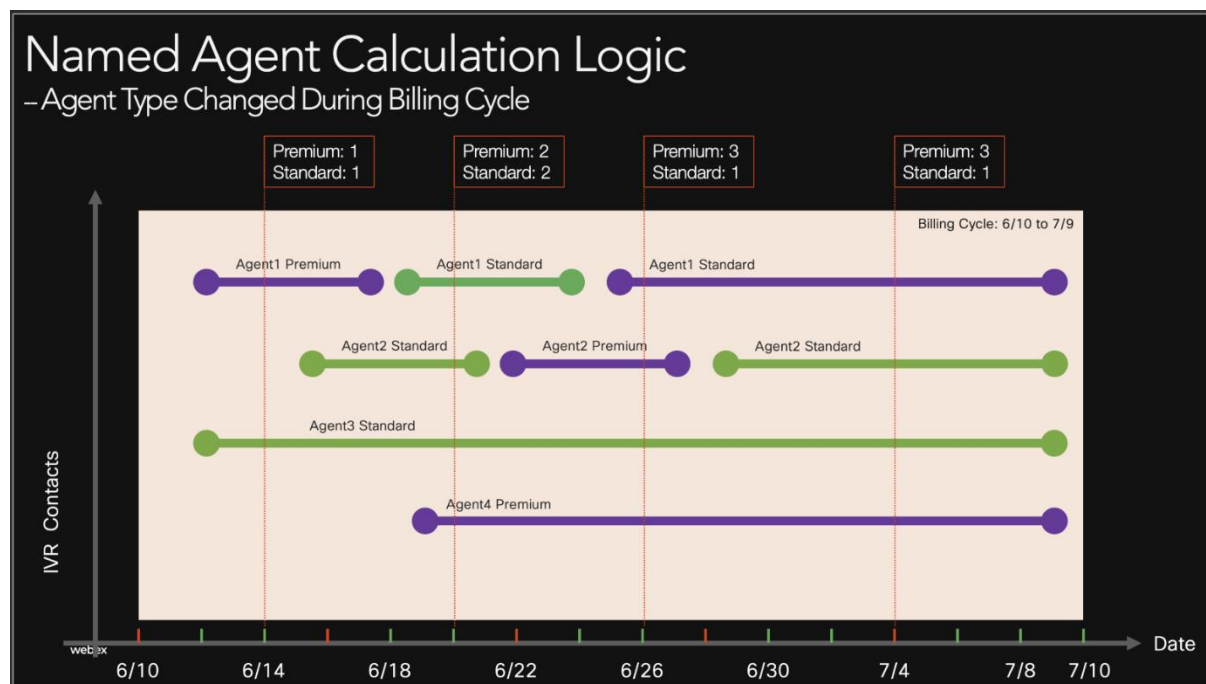 Named Agent Calculation Logic
– Agent Type Changed During Billing Cycle
Premium: 1
Standard: 1
Premium: 2
Standard: 2
Premium: 3
Standard: 1
Premium: 3
Standard: 1
Billing Cycle: 6/10 to 7/9
Agent1 Premium
Agent1 Standard
Agent1 Standard
Agent2 Standard
Agent2 Premium
Agent2 Standard
Agent3 Standard
Agent4 Premium
IVR Contacts
Date
webex
6/10 6/14 6/18 6/22 6/26 6/30 7/4 7/8 7/10